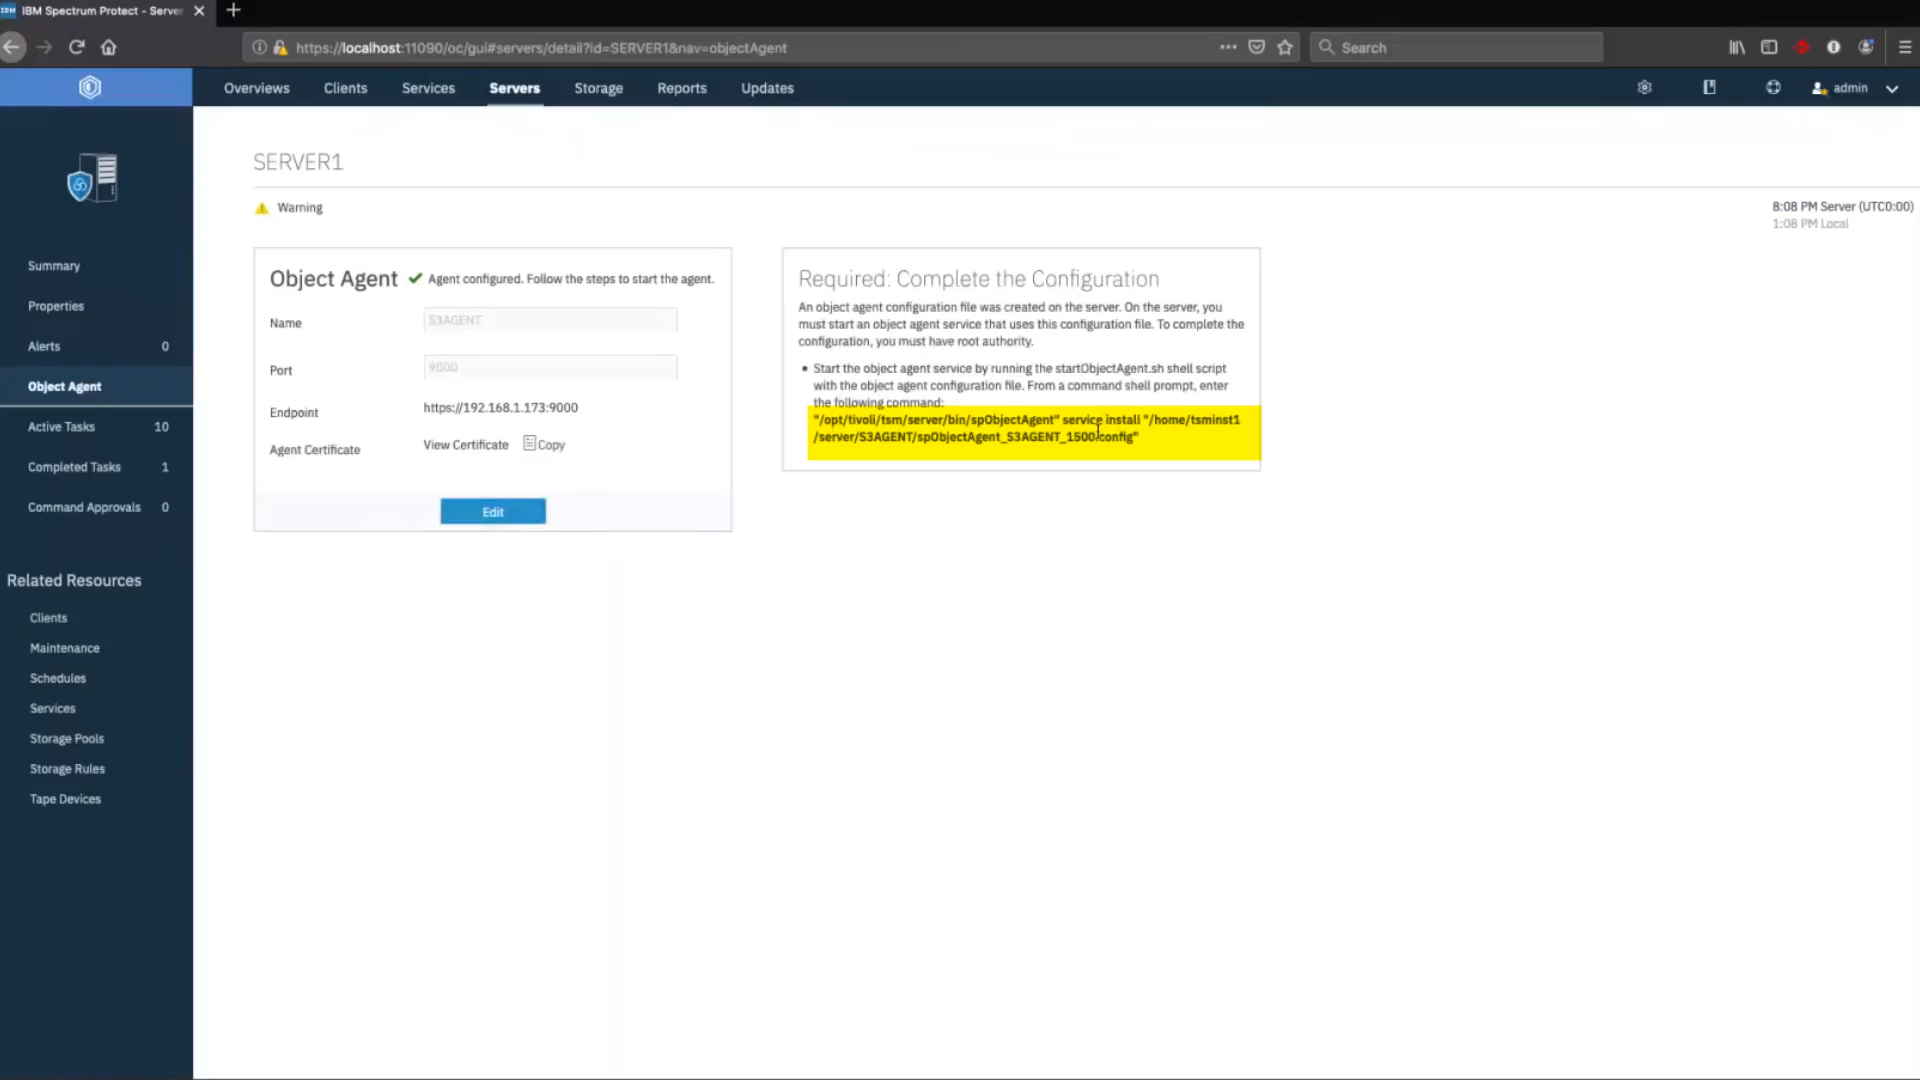 IBM Spectrum Protect - Server
https://localhost:11090/oc/gui#servers/detail?id=SERVER1&nav=objectAgent
Search
Overviews
Clients
Services
Servers
Storage
Reports
Updates
admin
SERVER1
Warning
8:08 PM Server (UTC0:00)
1:08 PM Local
Summary
Properties
Alerts 0
Object Agent
Active Tasks 10
Completed Tasks 1
Command Approvals 0
Related Resources
Clients
Maintenance
Schedules
Services
Storage Pools
Storage Rules
Tape Devices
Object Agent Agent configured. Follow the steps to start the agent.
Name S3AGENT
Port 9000
Endpoint https://192.168.1.173:9000
Agent Certificate View Certificate Copy
Edit
Required: Complete the Configuration
An object agent configuration file was created on the server. On the server, you
must start an object agent service that uses this configuration file. To complete the
configuration, you must have root authority.
• Start the object agent service by running the startObjectAgent.sh shell script
with the object agent configuration file. From a command shell prompt, enter
the following command:
"/opt/tivoli/tsm/server/bin/spObjectAgent" service install "/home/tsminst1
/server/S3AGENT/spObjectAgent_S3AGENT_1500.config"